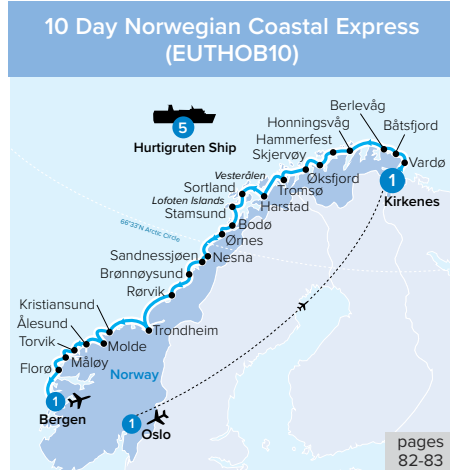 10 Day Norwegian Coastal Express
(EUTHOB10)
5
Hurtigruten Ship
Berlevåg
Honningsvåg
Båtsfjord
Hammerfest
Skjervøy
Vardø
Vesterålen
Øksfjord
Sortland
Tromsø
1
Kirkenes
Lofoten Islands
Harstad
Stamsund
Bodø
66°33'N Arctic Circle
Ørnes
Sandnessjøen
Nesna
Brønnøysund
Rørvik
Kristiansund
Ålesund
Trondheim
Torvik
Molde
Måløy
Florø
Norway
1
Bergen
1
Oslo
pages
82-83